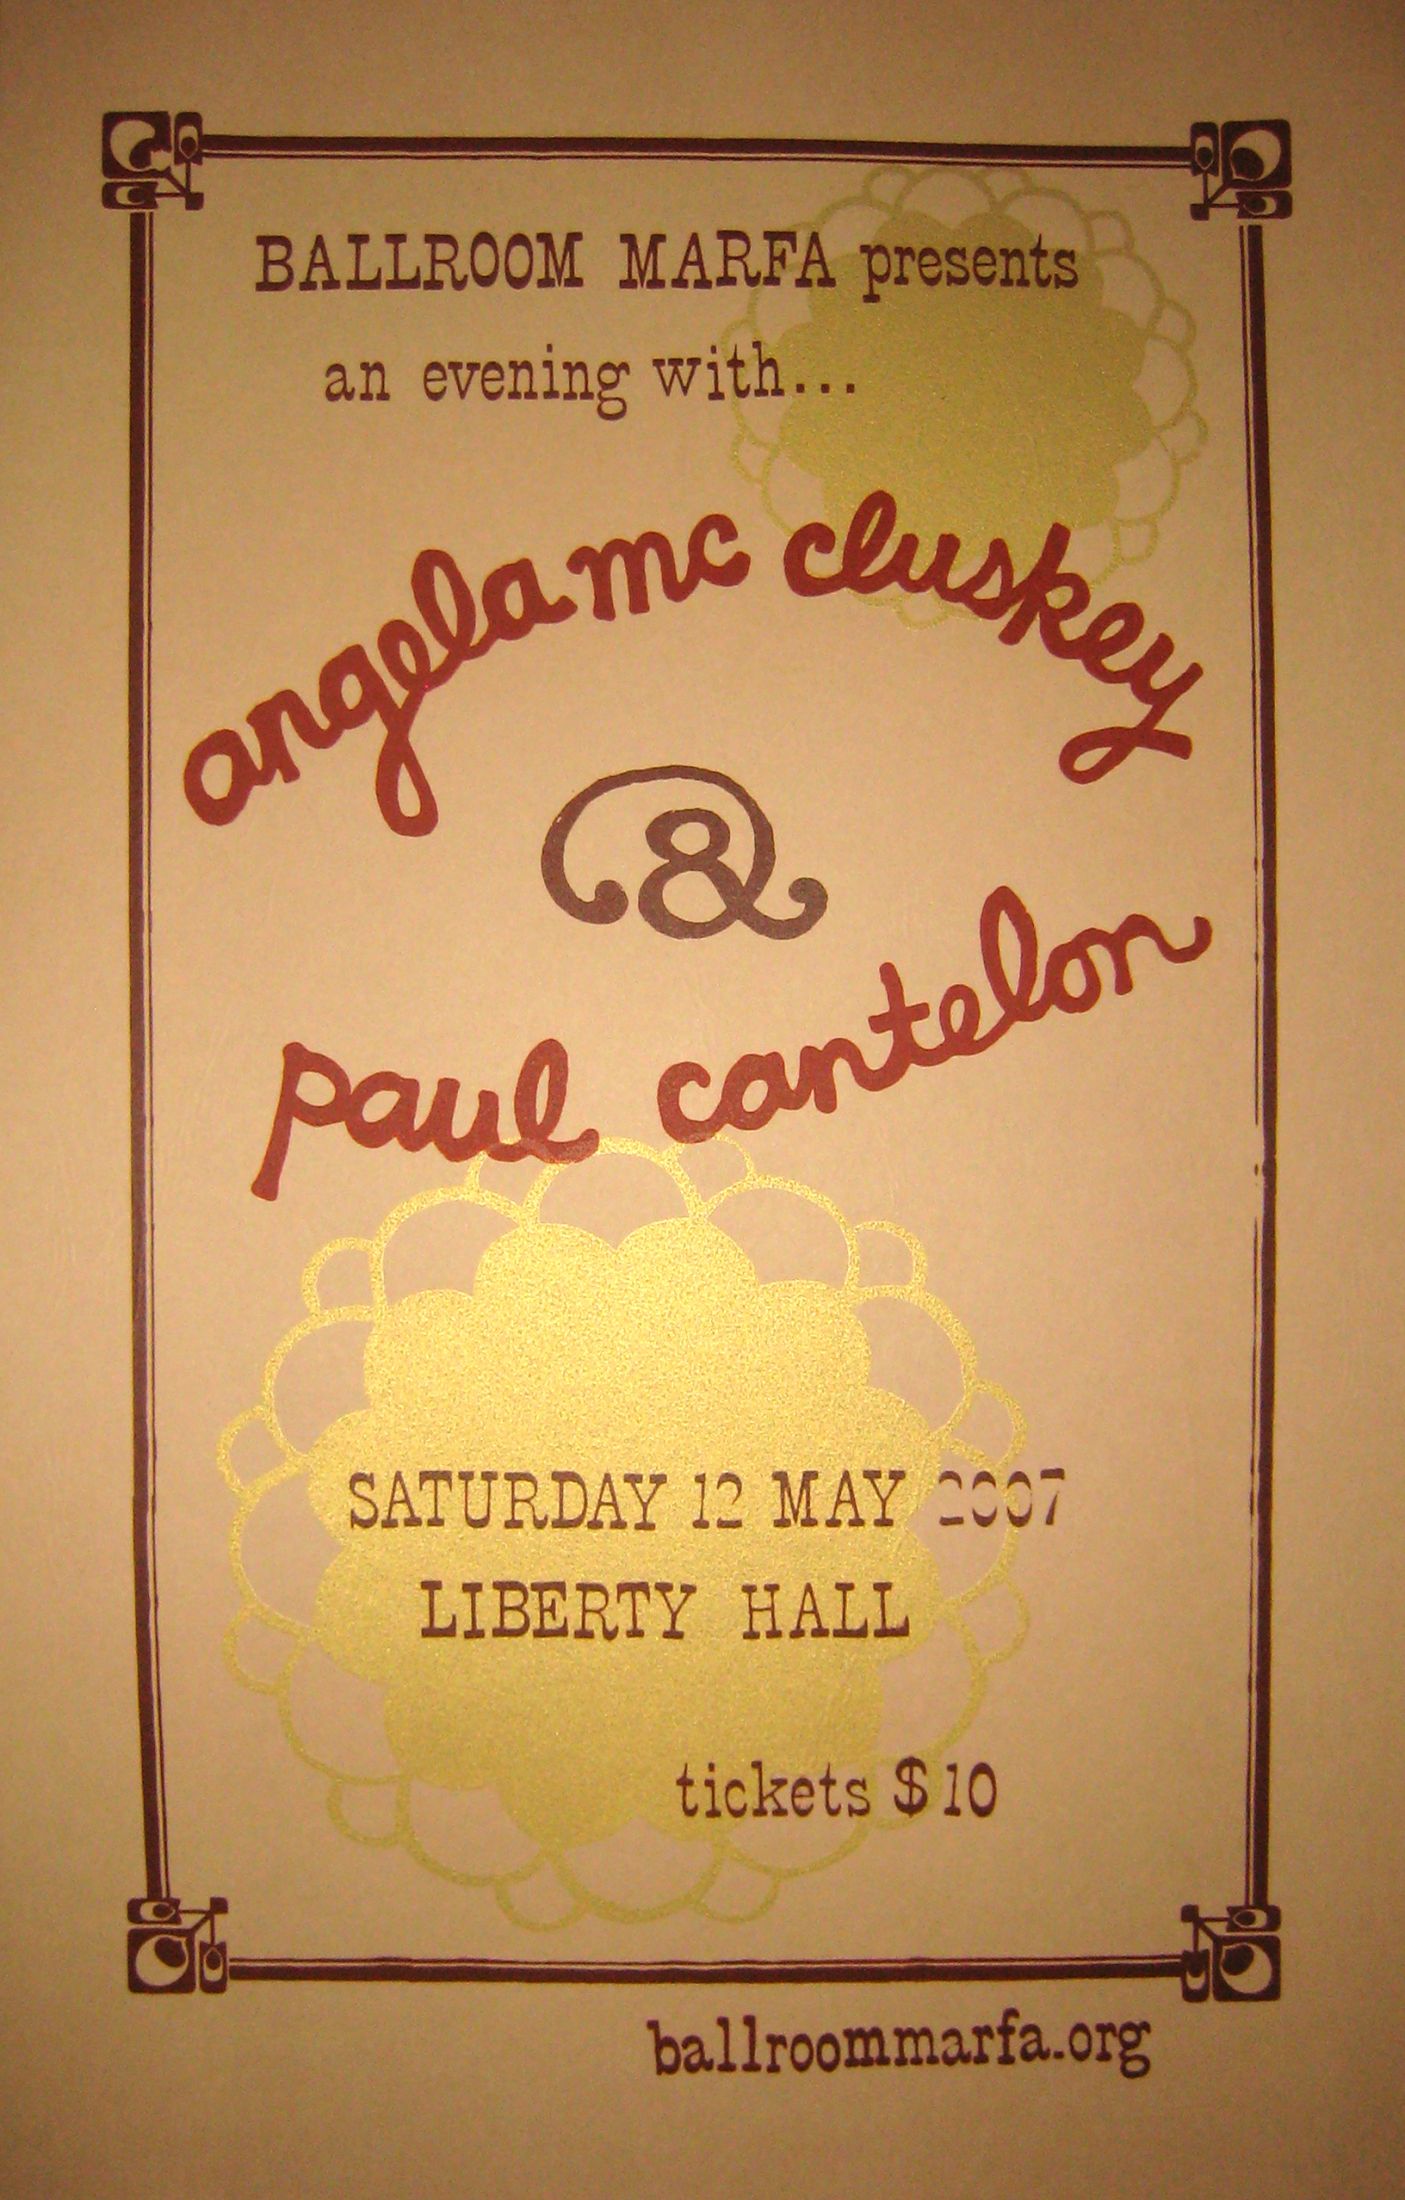 BALLROOM MARFA presents
an evening with...
angela mc cluskey
&
paul cantelon
SATURDAY 12 MAY 2007
LIBERTY HALL
tickets $10
ballroommarfa.org